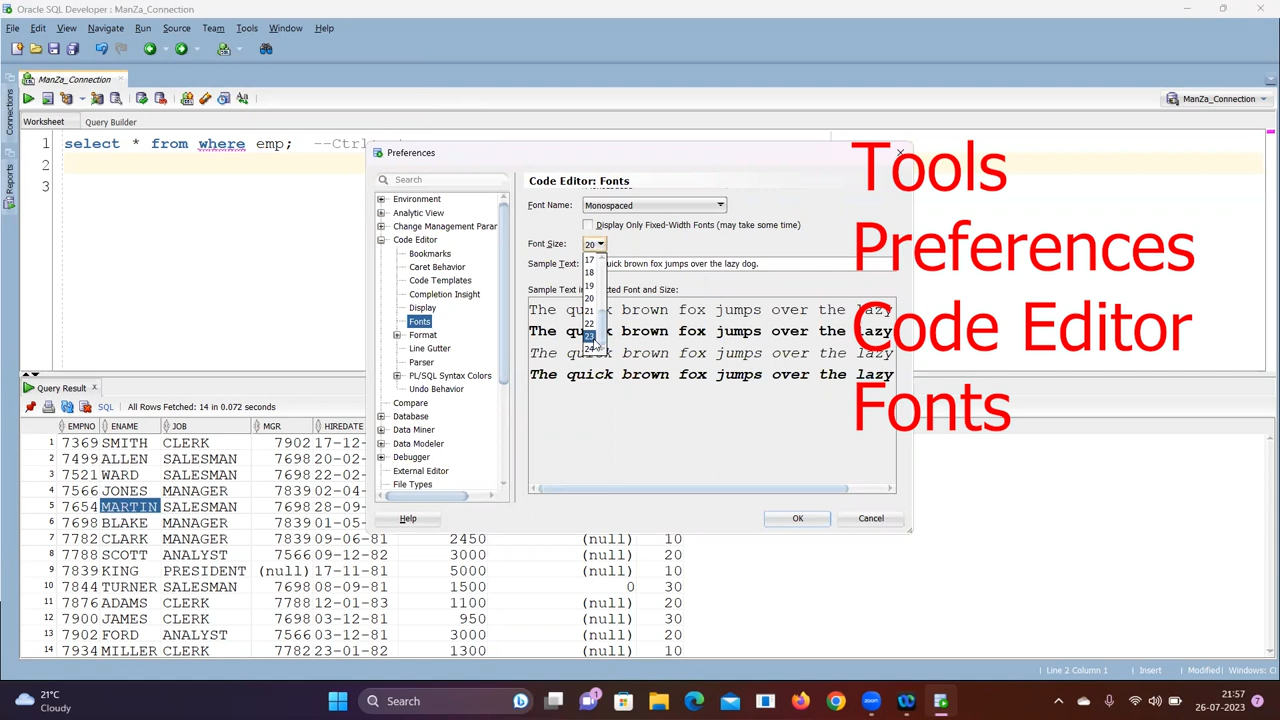 Oracle SQL Developer : ManZa_Connection
File Edit View Navigate Run Source Team Tools Window Help
ManZa_Connection
ManZa_Connection
Connections
Reports
Worksheet Query Builder
1 select * from where emp; --Ctrl
2
3
Preferences
Search
Environment
Analytic View
Change Management Param
Code Editor
Bookmarks
Caret Behavior
Code Templates
Completion Insight
Display
Fonts
Format
Line Gutter
Parser
PL/SQL Syntax Colors
Undo Behavior
Compare
Database
Data Miner
Data Modeler
Debugger
External Editor
File Types
Code Editor: Fonts
Font Name: Monospaced
Display Only Fixed-Width Fonts (may take some time)
Font Size: 20
17
18
19
20
21
22
23
24
Sample Text: quick brown fox jumps over the lazy dog.
Sample Text in cted Font and Size:
The quick brown fox jumps over the lazy
The quick brown fox jumps over the lazy
The quick brown fox jumps over the lazy
The quick brown fox jumps over the lazy
Help OK Cancel
Tools
Preferences
Code Editor
Fonts
Query Result
SQL All Rows Fetched: 14 in 0.072 seconds
EMPNO ENAME JOB MGR HIREDATE
1 7369 SMITH CLERK 7902 17-12-
2 7499 ALLEN SALESMAN 7698 20-02-
3 7521 WARD SALESMAN 7698 22-02-
4 7566 JONES MANAGER 7839 02-04-
5 7654 MARTIN SALESMAN 7698 28-09-
6 7698 BLAKE MANAGER 7839 01-05-
7 7782 CLARK MANAGER 7839 09-06-81 2450 (null) 10
8 7788 SCOTT ANALYST 7566 09-12-82 3000 (null) 20
9 7839 KING PRESIDENT (null) 17-11-81 5000 (null) 10
10 7844 TURNER SALESMAN 7698 08-09-81 1500 0 30
11 7876 ADAMS CLERK 7788 12-01-83 1100 (null) 20
12 7900 JAMES CLERK 7698 03-12-81 950 (null) 30
13 7902 FORD ANALYST 7566 03-12-81 3000 (null) 20
14 7934 MILLER CLERK 7782 23-01-82 1300 (null) 10
Line 2 Column 1 Insert Modified Windows: C
21°C
Cloudy
Search
21:57
26-07-2023